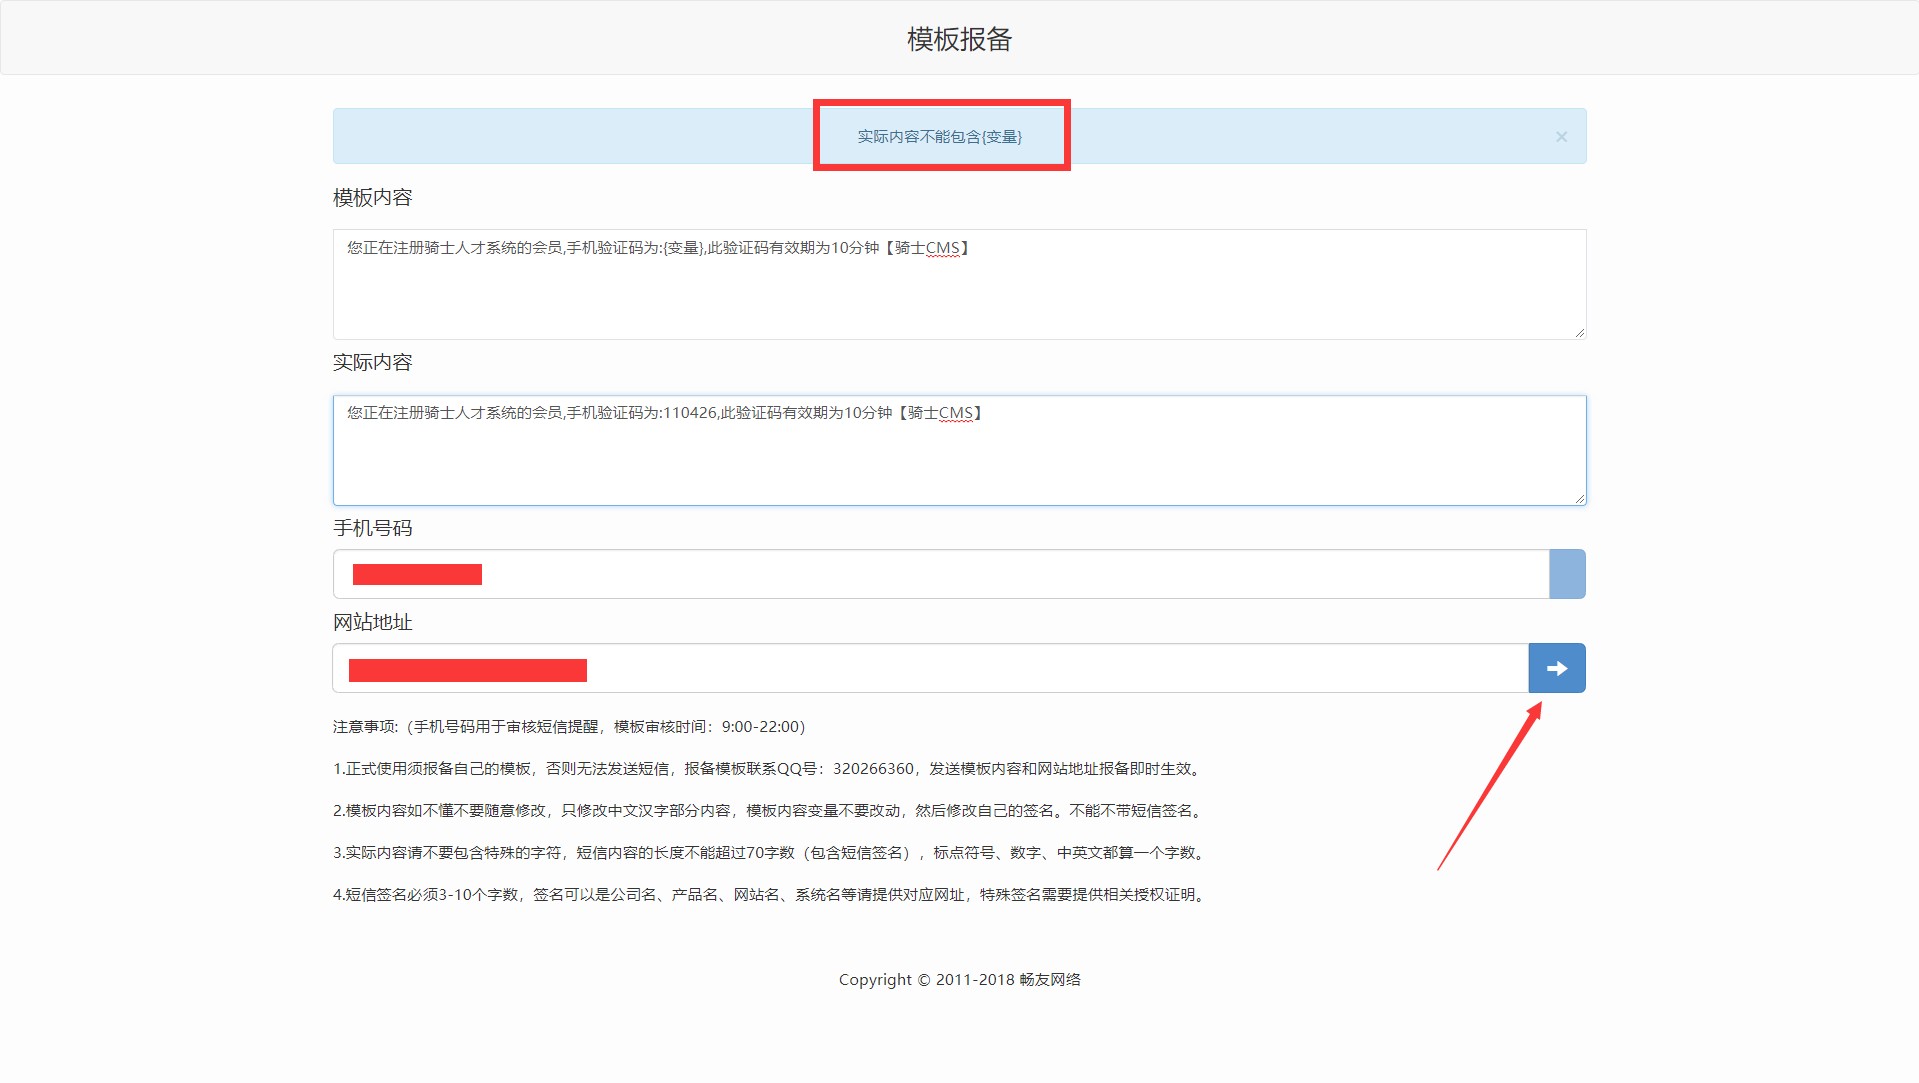 模板报备
实际内容不能包含{变量}
×
模板内容
您正在注册骑士人才系统的会员,手机验证码为:{变量},此验证码有效期为10分钟【骑士CMS】
实际内容
您正在注册骑士人才系统的会员,手机验证码为:110426,此验证码有效期为10分钟【骑士CMS】
手机号码
网站地址
注意事项:（手机号码用于审核短信提醒，模板审核时间：9:00-22:00）
1.正式使用须报备自己的模板，否则无法发送短信，报备模板联系QQ号：320266360，发送模板内容和网站地址报备即时生效。
2.模板内容如不懂不要随意修改，只修改中文汉字部分内容，模板内容变量不要改动，然后修改自己的签名。不能不带短信签名。
3.实际内容请不要包含特殊的字符，短信内容的长度不能超过70字数（包含短信签名），标点符号、数字、中英文都算一个字数。
4.短信签名必须3-10个字数，签名可以是公司名、产品名、网站名、系统名等请提供对应网址，特殊签名需要提供相关授权证明。
Copyright © 2011-2018 畅友网络